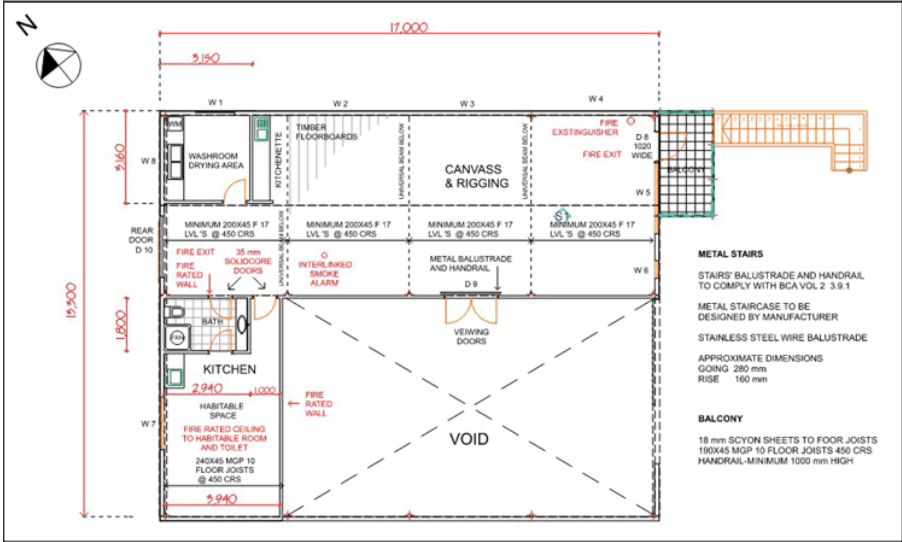 N
17,000
3,150
W 1
W 2
W 3
W 4
WM
WASHROOM
DRYING AREA
KITCHENETTE
TIMBER
FLOORBOARDS
UNIVERSAL BEAM BELOW
CANVASS
& RIGGING
UNIVERSAL BEAM BELOW
FIRE
EXSTINGUISHER
FIRE EXIT
D 8
1020
WIDE
BALCONY
W 8
3,160
W 5
S1
MINIMUM 200X45 F 17
LVL 'S @ 450 CRS
MINIMUM 200X45 F 17
LVL 'S @ 450 CRS
MINIMUM 200X45 F 17
LVL 'S @ 450 CRS
MINIMUM 200X45 F 17
LVL 'S @ 450 CRS
REAR
DOOR
D 10
FIRE EXIT
FIRE
RATED
WALL
35 mm
SOLIDCORE
DOORS
UNIVERSAL BEAM BELOW
INTERLINKED
SMOKE
ALARM
METAL BALUSTRADE
AND HANDRAIL
D 9
W 6
VEIWING
DOORS
1,800
BATH
FAN
KITCHEN
2,940
1,000
HABITABLE
SPACE
FIRE RATED CEILING
TO HABITABLE ROOM
AND TOILET
240X45 MGP 10
FLOOR JOISTS
@ 450 CRS
3,940
W 7
FIRE
RATED
WALL
VOID
METAL STAIRS
STAIRS' BALUSTRADE AND HANDRAIL
TO COMPLY WITH BCA VOL 2 3.9.1
METAL STAIRCASE TO BE
DESIGNED BY MANUFACTURER
STAINLESS STEEL WIRE BALUSTRADE
APPROXIMATE DIMENSIONS
GOING 280 mm
RISE 160 mm
BALCONY
18 mm SCYON SHEETS TO FOOR JOISTS
190X45 MGP 10 FLOOR JOISTS 450 CRS
HANDRAIL-MINIMUM 1000 mm HIGH